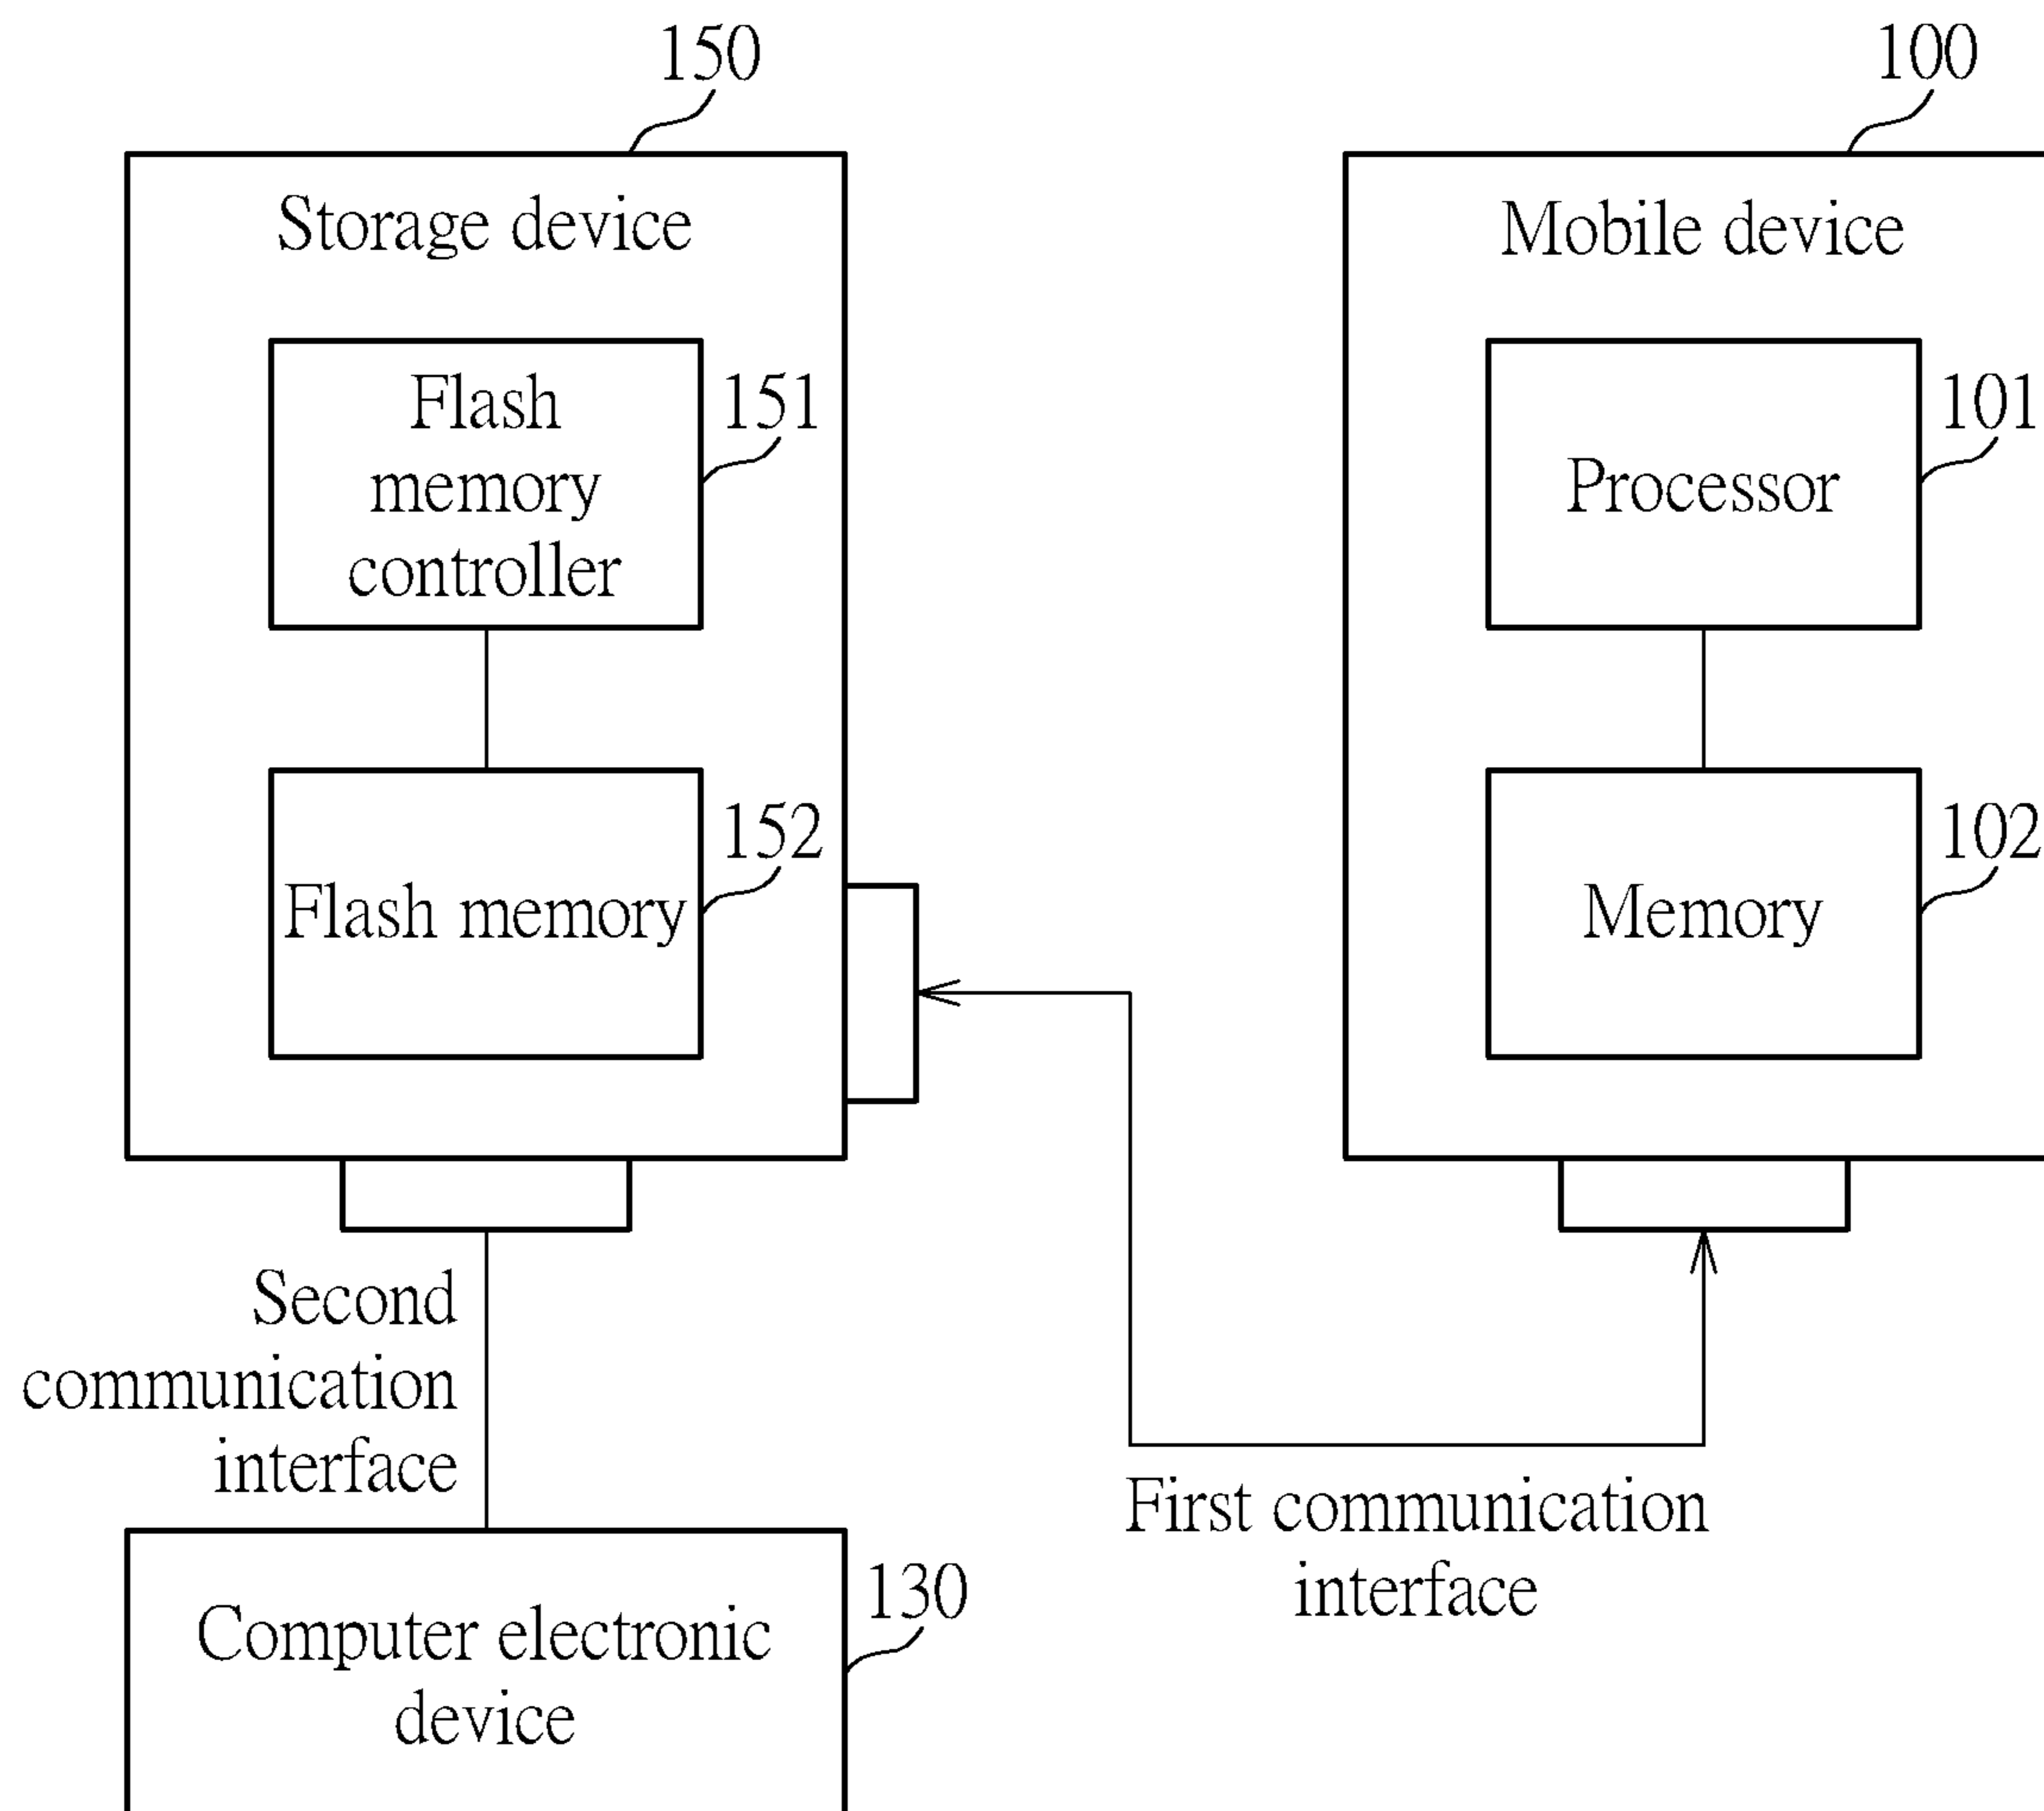 150
Storage device
Flash
memory
controller
151
Flash memory
152
100
Mobile device
Processor
101
Memory
102
Second
communication
interface
First communication
interface
Computer electronic
device
130